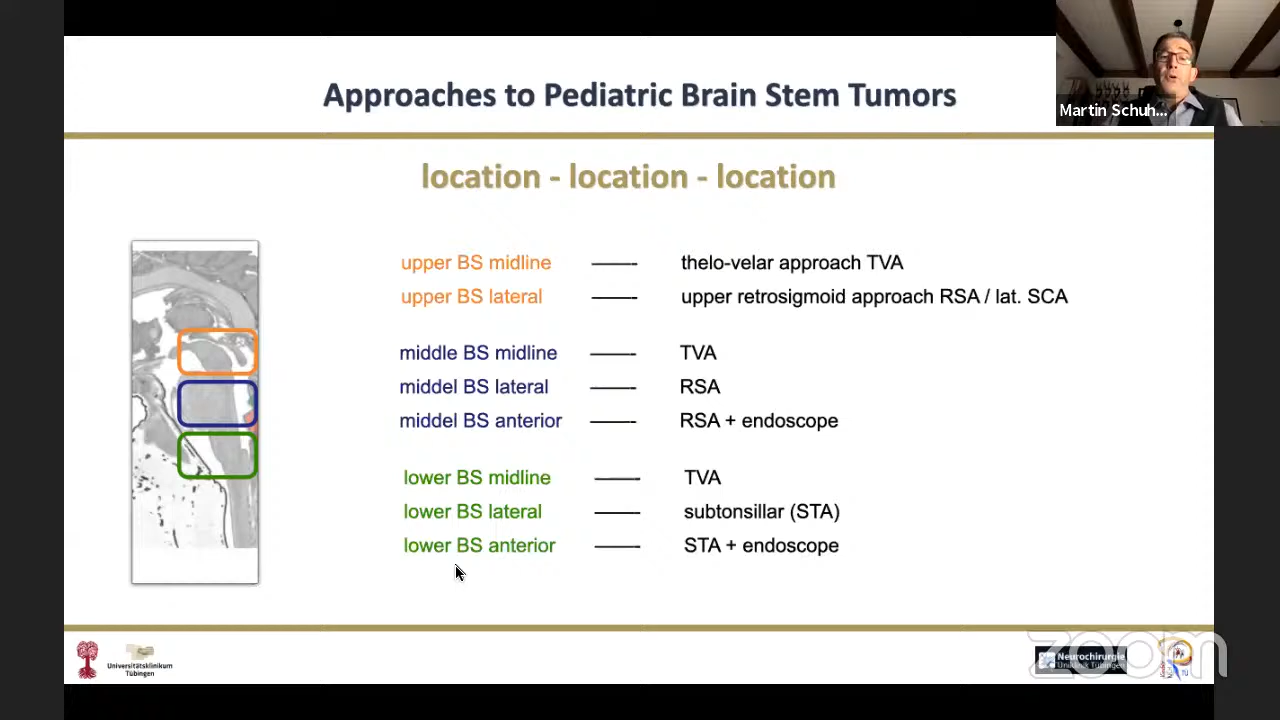 Approaches to Pediatric Brain Stem Tumors
Martin Schuh...
location - location - location
upper BS midline —— thelo-velar approach TVA
upper BS lateral —— upper retrosigmoid approach RSA / lat. SCA
middle BS midline —— TVA
middel BS lateral —— RSA
middel BS anterior —— RSA + endoscope
lower BS midline —— TVA
lower BS lateral —— subtonsillar (STA)
lower BS anterior —— STA + endoscope
Universitätsklinikum
Tübingen
Neurochirurgie
Uniklinik Tübingen
zoom